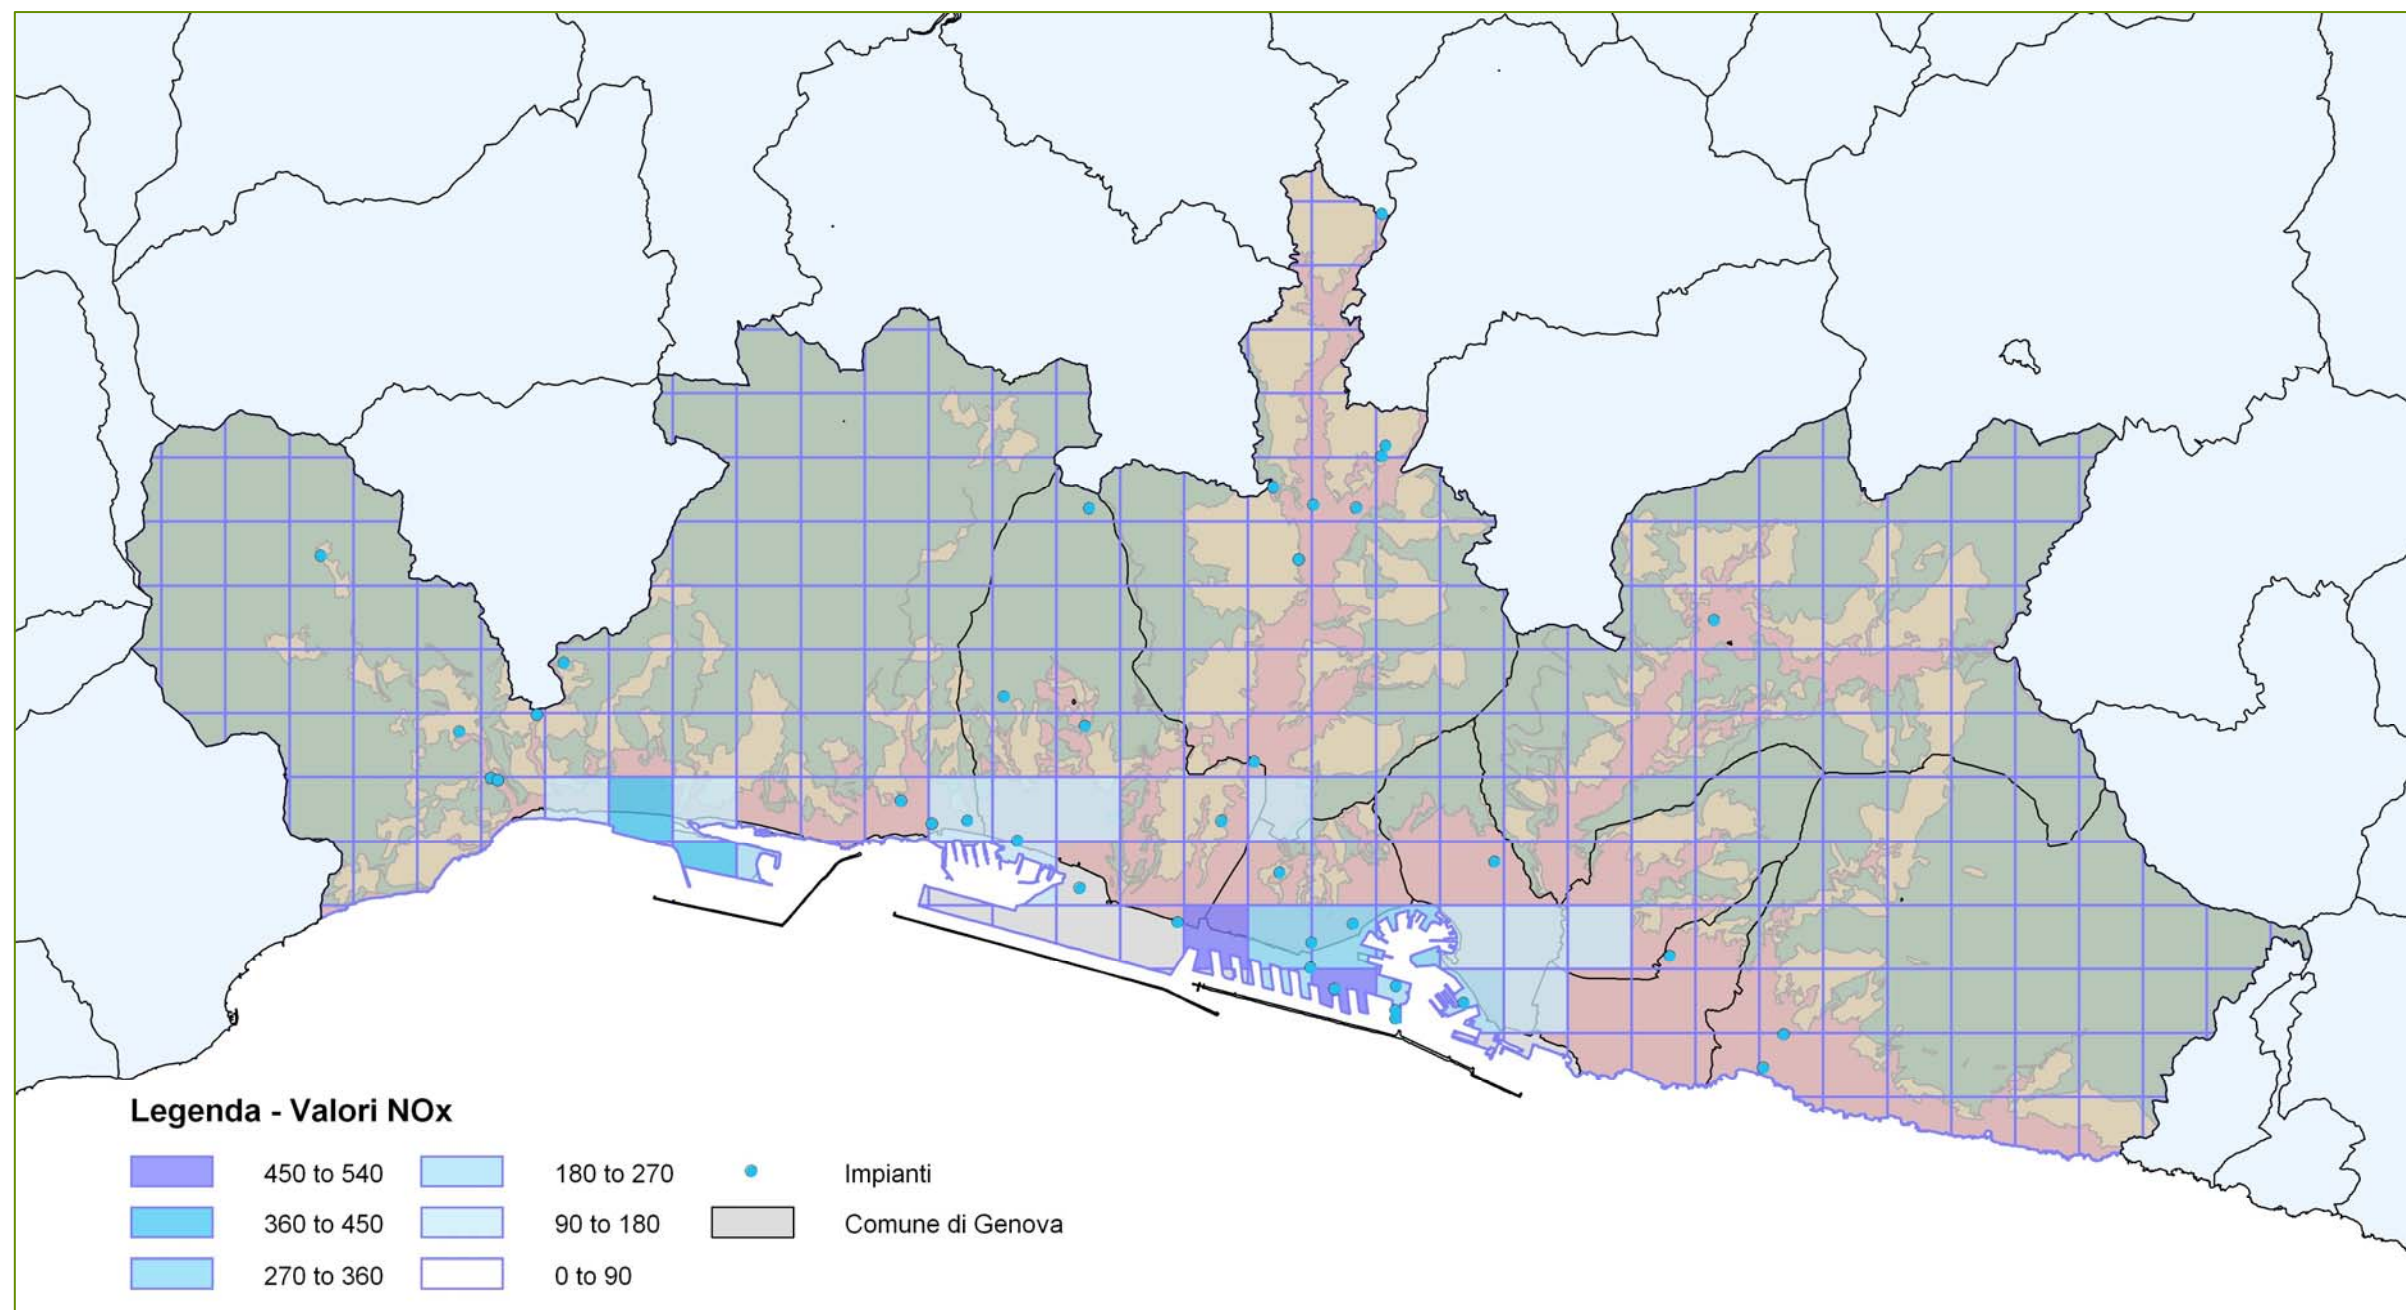 Legenda - Valori NOx
450 to 540
180 to 270
Impianti
360 to 450
90 to 180
Comune di Genova
270 to 360
0 to 90